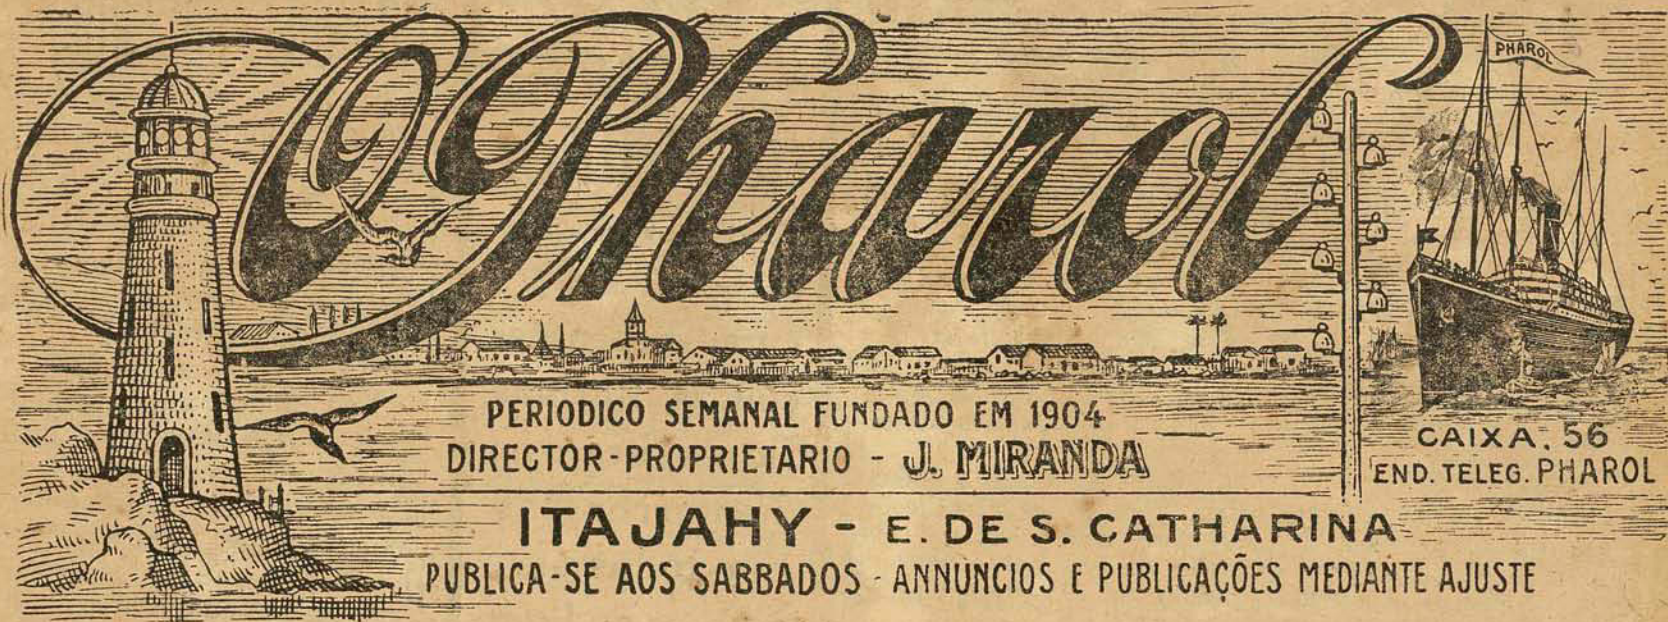 O Pharol
PHAROL
PERIODICO SEMANAL FUNDADO EM 1904
DIRECTOR-PROPRIETARIO - J. MIRANDA
CAIXA, 56
END. TELEG. PHAROL
ITAJAHY - E. DE S. CATHARINA
PUBLICA-SE AOS SABBADOS - ANNUNCIOS E PUBLICAÇÕES MEDIANTE AJUSTE